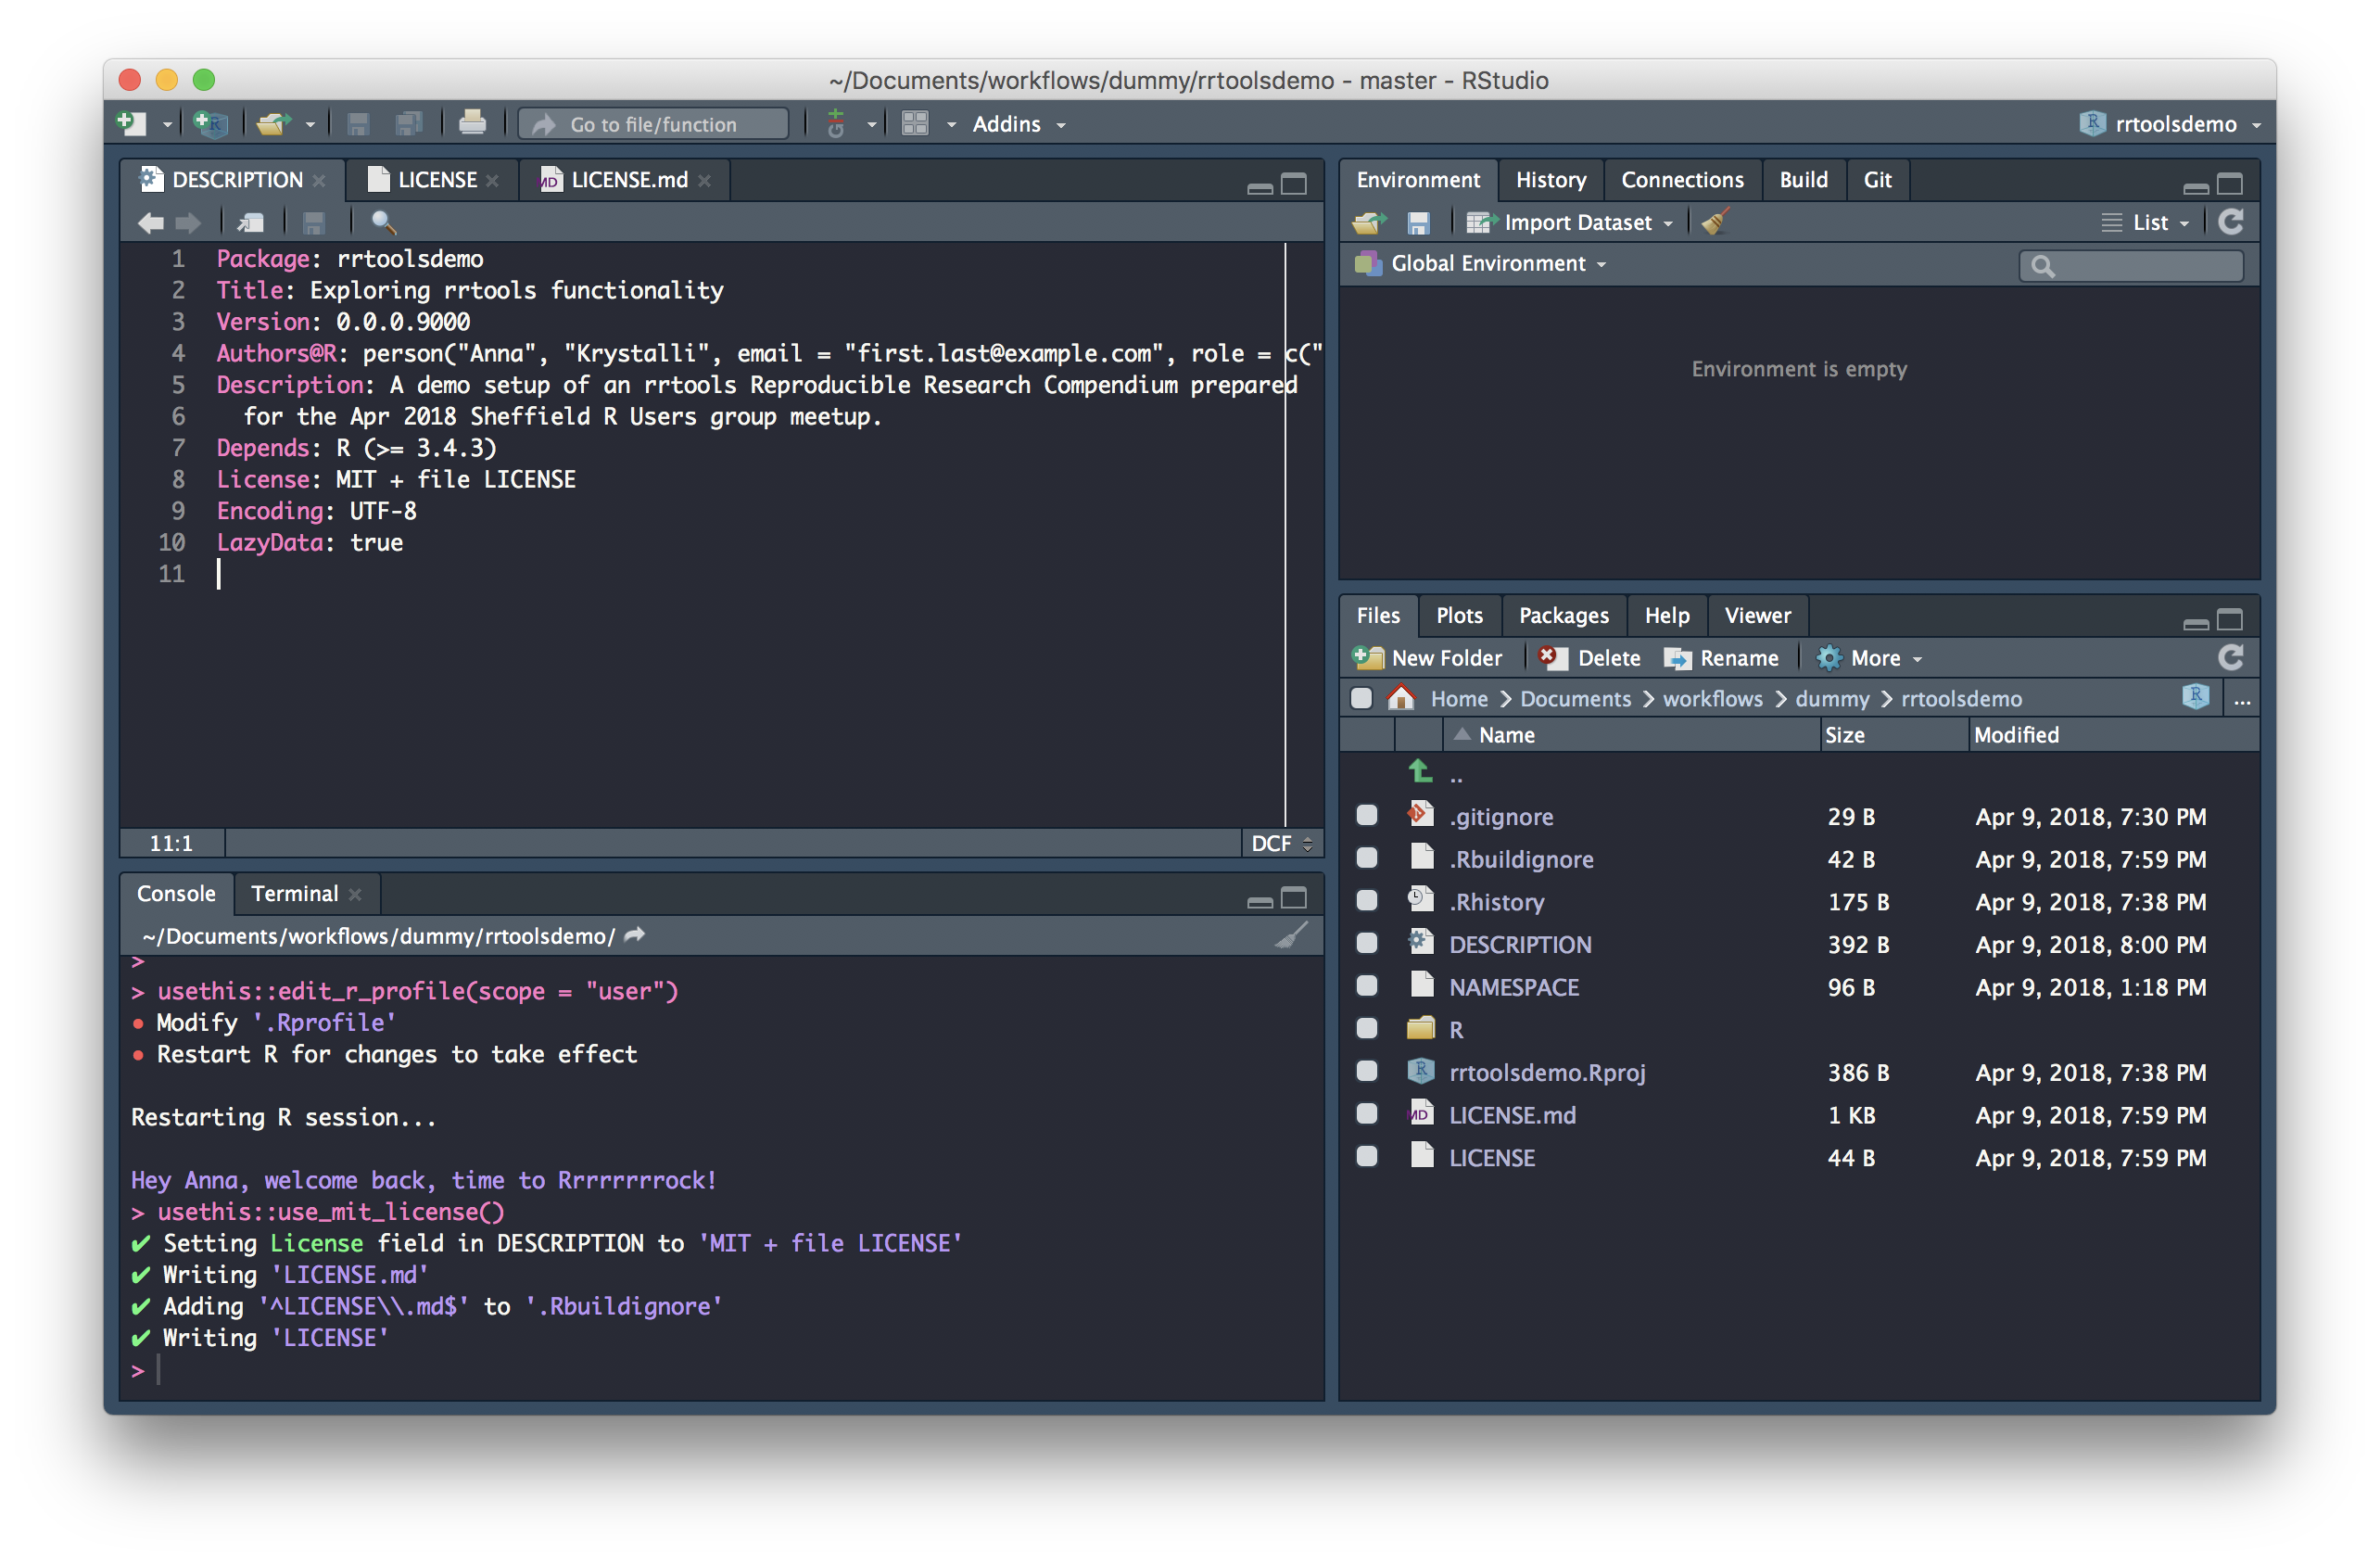 ~/Documents/workflows/dummy/rrtoolsdemo - master - RStudio
Go to file/function
Addins
rrtoolsdemo
DESCRIPTION
LICENSE
LICENSE.md
1 Package: rrtoolsdemo
2 Title: Exploring rrtools functionality
3 Version: 0.0.0.9000
4 Authors@R: person("Anna", "Krystalli", email = "first.last@example.com", role = c("
5 Description: A demo setup of an rrtools Reproducible Research Compendium prepared
6 for the Apr 2018 Sheffield R Users group meetup.
7 Depends: R (>= 3.4.3)
8 License: MIT + file LICENSE
9 Encoding: UTF-8
10 LazyData: true
11
11:1
DCF
Console
Terminal
~/Documents/workflows/dummy/rrtoolsdemo/
>
> usethis::edit_r_profile(scope = "user")
● Modify '.Rprofile'
● Restart R for changes to take effect
Restarting R session...
Hey Anna, welcome back, time to Rrrrrrrrock!
> usethis::use_mit_license()
✔ Setting License field in DESCRIPTION to 'MIT + file LICENSE'
✔ Writing 'LICENSE.md'
✔ Adding '^LICENSE\\.md$' to '.Rbuildignore'
✔ Writing 'LICENSE'
>
Environment
History
Connections
Build
Git
Import Dataset
List
Global Environment
Environment is empty
Files
Plots
Packages
Help
Viewer
New Folder
Delete
Rename
More
Home > Documents > workflows > dummy > rrtoolsdemo
...
Name Size Modified
..
.gitignore 29 B Apr 9, 2018, 7:30 PM
.Rbuildignore 42 B Apr 9, 2018, 7:59 PM
.Rhistory 175 B Apr 9, 2018, 7:38 PM
DESCRIPTION 392 B Apr 9, 2018, 8:00 PM
NAMESPACE 96 B Apr 9, 2018, 1:18 PM
R
rrtoolsdemo.Rproj 386 B Apr 9, 2018, 7:38 PM
LICENSE.md 1 KB Apr 9, 2018, 7:59 PM
LICENSE 44 B Apr 9, 2018, 7:59 PM